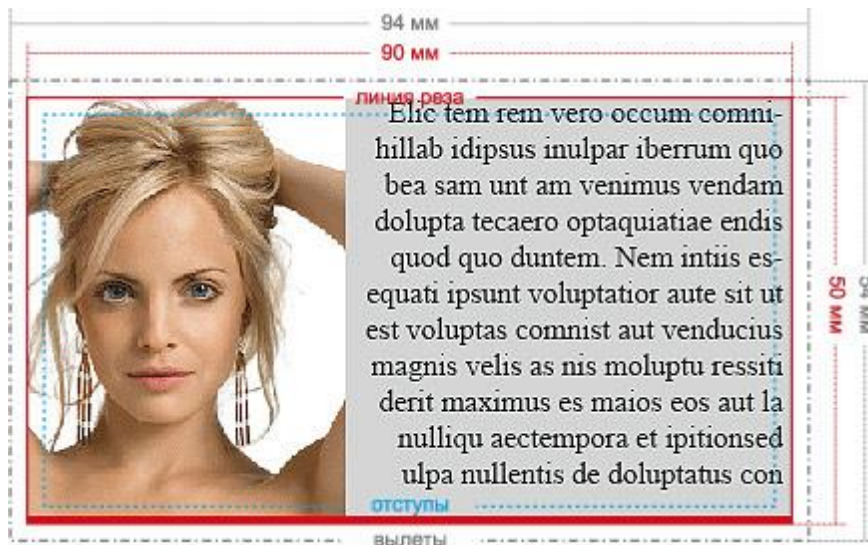 94 мм
90 мм
линия реза
Elic tem rem vero occum comni-
hillab idipsus inulpar iberrum quo
bea sam unt am venimus vendam
dolupta tecaero optaquiatiae endis
quod quo duntem. Nem intiis es-
equati ipsunt voluptatior aute sit ut
est voluptas comnist aut venducius
magnis velis as nis moluptu ressiti
derit maximus es maios eos aut la
nulliqu aectempora et ipitionsed
ulpa nullentis de doluptatus con
50 мм
отступы
вылеты